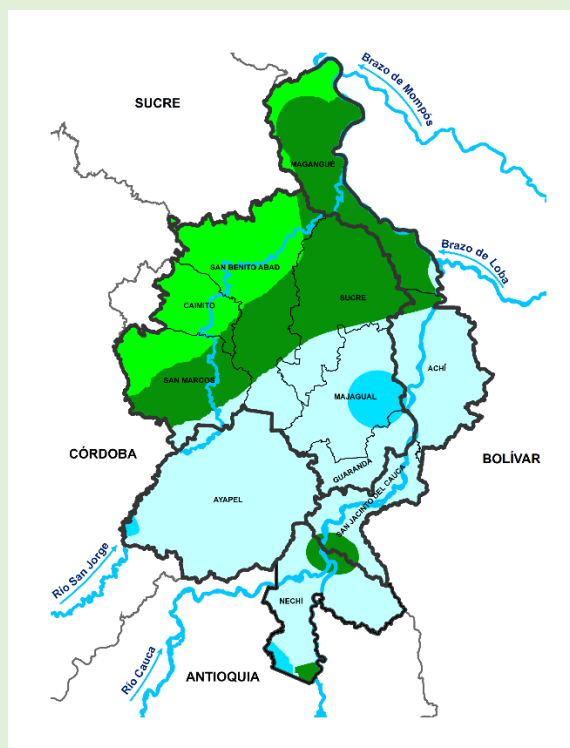 Brazo de Mompós
SUCRE
MAGANGUÉ
Brazo de Loba
SAN BENITO ABAD
SUCRE
CAIMITO
ACHÍ
SAN MARCOS
MAJAGUAL
CÓRDOBA
BOLÍVAR
GUARANDA
AYAPEL
SAN JACINTO DEL CAUCA
Río San Jorge
NECHÍ
Río Cauca
ANTIOQUIA